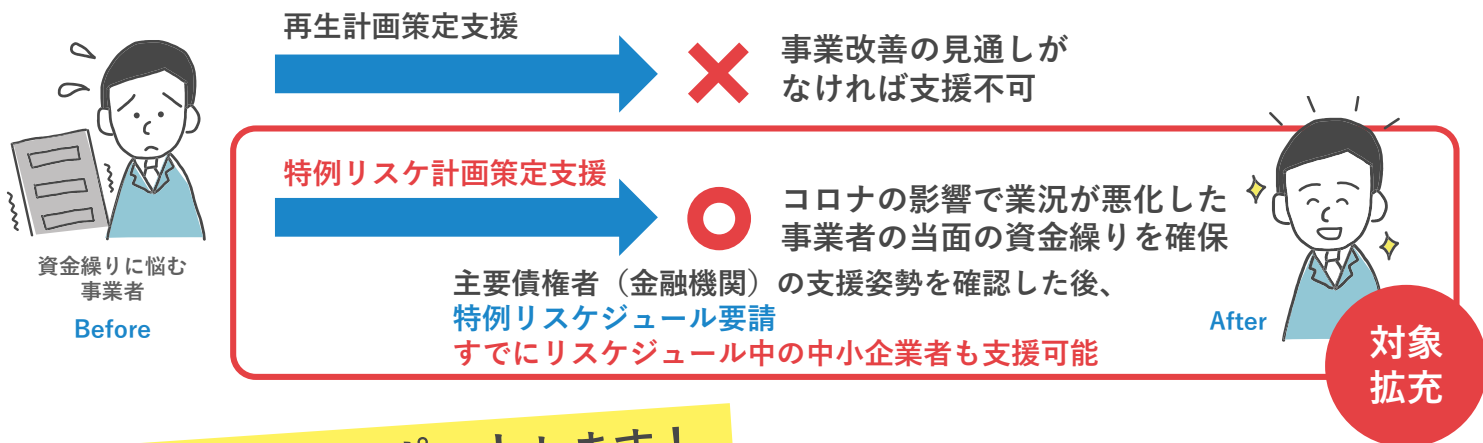 再生計画策定支援
事業改善の見通しが
なければ支援不可
資金繰りに悩む
事業者
Before
特例リスケ計画策定支援
コロナの影響で業況が悪化した
事業者の当面の資金繰りを確保
主要債権者（金融機関）の支援姿勢を確認した後、
特例リスケジュール要請
すでにリスケジュール中の中小企業者も支援可能
After
対象
拡充
します！